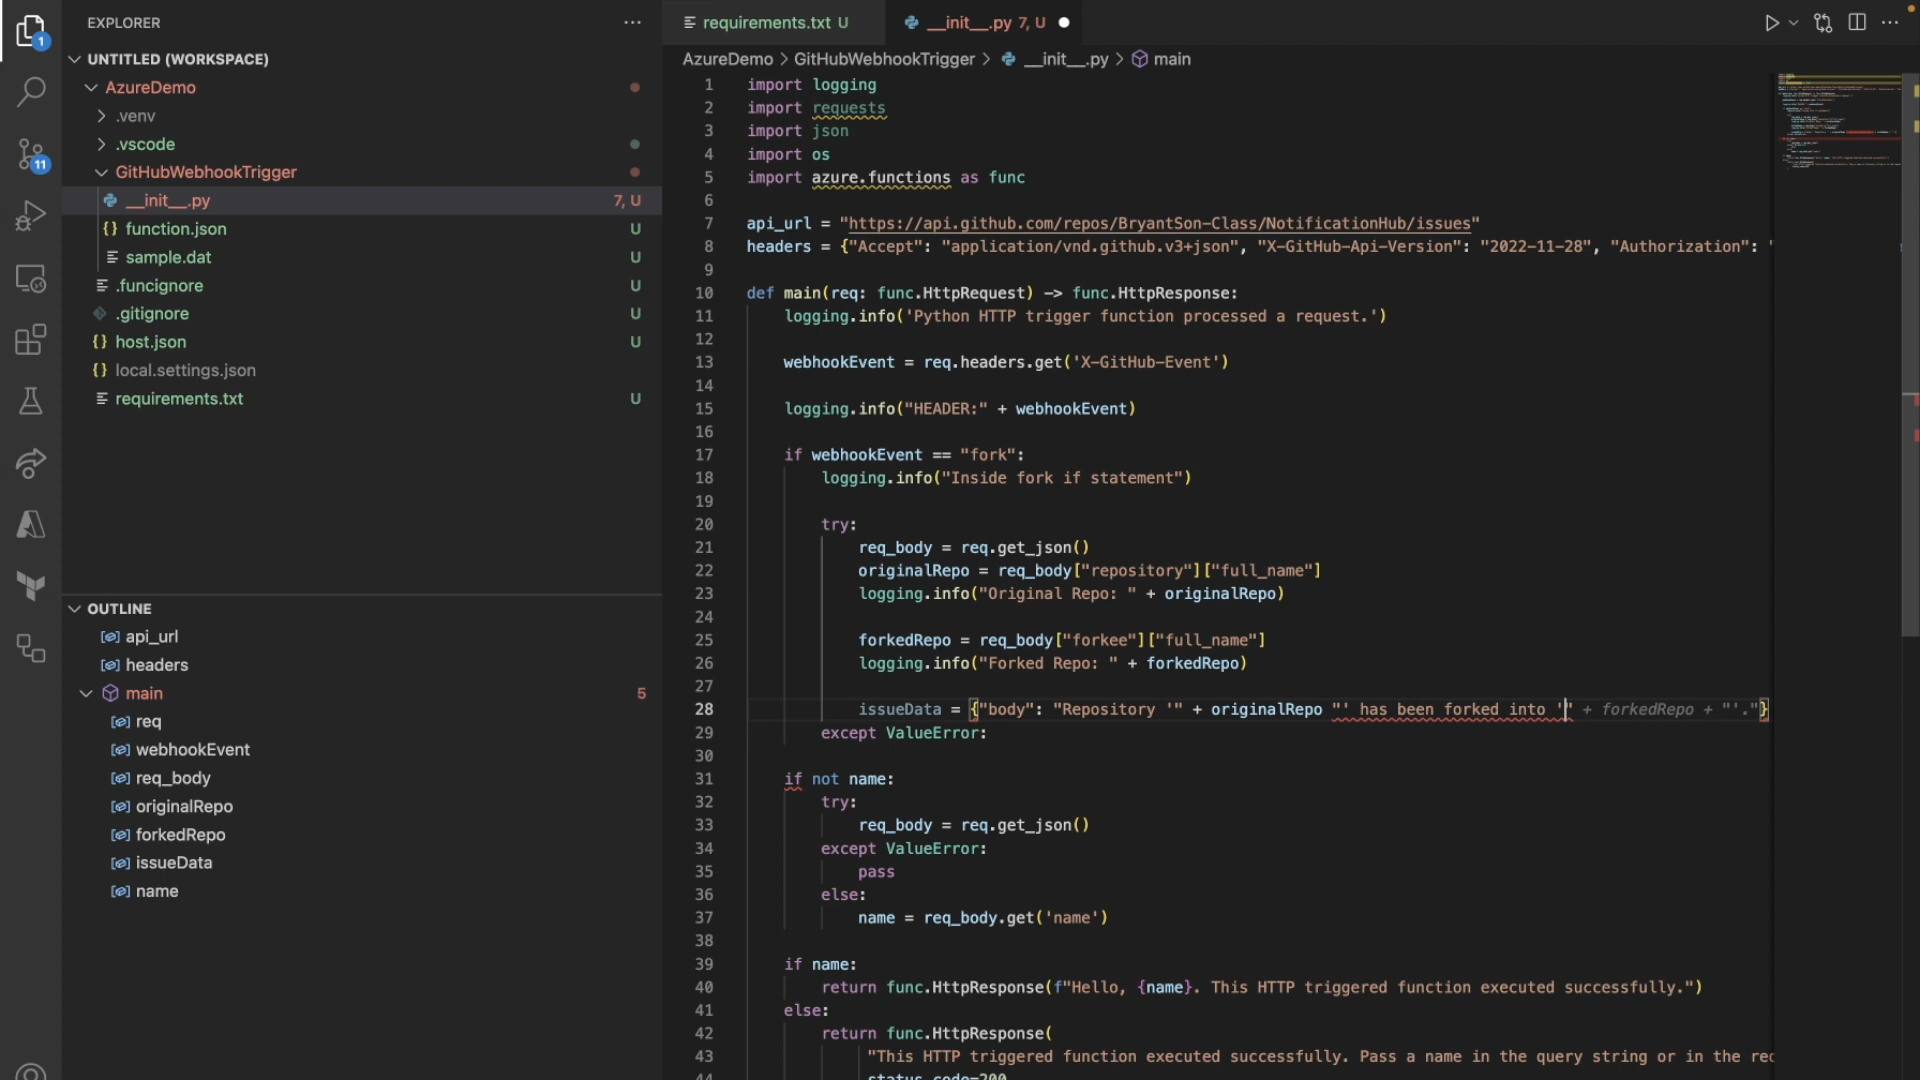 EXPLORER
1
UNTITLED (WORKSPACE)
AzureDemo
.venv
.vscode
11
GitHubWebhookTrigger
__init__.py 7, U
function.json U
sample.dat U
.funcignore U
.gitignore U
host.json U
local.settings.json
requirements.txt U
OUTLINE
api_url
headers
main 5
req
webhookEvent
req_body
originalRepo
forkedRepo
issueData
name
requirements.txt U
__init__.py 7, U
AzureDemo > GitHubWebhookTrigger > __init__.py > main
1 import logging
2 import requests
3 import json
4 import os
5 import azure.functions as func
6
7 api_url = "https://api.github.com/repos/BryantSon-Class/NotificationHub/issues"
8 headers = {"Accept": "application/vnd.github.v3+json", "X-GitHub-Api-Version": "2022-11-28", "Authorization": "
9
10 def main(req: func.HttpRequest) -> func.HttpResponse:
11 logging.info('Python HTTP trigger function processed a request.')
12
13 webhookEvent = req.headers.get('X-GitHub-Event')
14
15 logging.info("HEADER:" + webhookEvent)
16
17 if webhookEvent == "fork":
18 logging.info("Inside fork if statement")
19
20 try:
21 req_body = req.get_json()
22 originalRepo = req_body["repository"]["full_name"]
23 logging.info("Original Repo: " + originalRepo)
24
25 forkedRepo = req_body["forkee"]["full_name"]
26 logging.info("Forked Repo: " + forkedRepo)
27
28 issueData = {"body": "Repository '" + originalRepo "' has been forked into '" + forkedRepo + "'."}
29 except ValueError:
30
31 if not name:
32 try:
33 req_body = req.get_json()
34 except ValueError:
35 pass
36 else:
37 name = req_body.get('name')
38
39 if name:
40 return func.HttpResponse(f"Hello, {name}. This HTTP triggered function executed successfully.")
41 else:
42 return func.HttpResponse(
43 "This HTTP triggered function executed successfully. Pass a name in the query string or in the rec
44 status_code=200